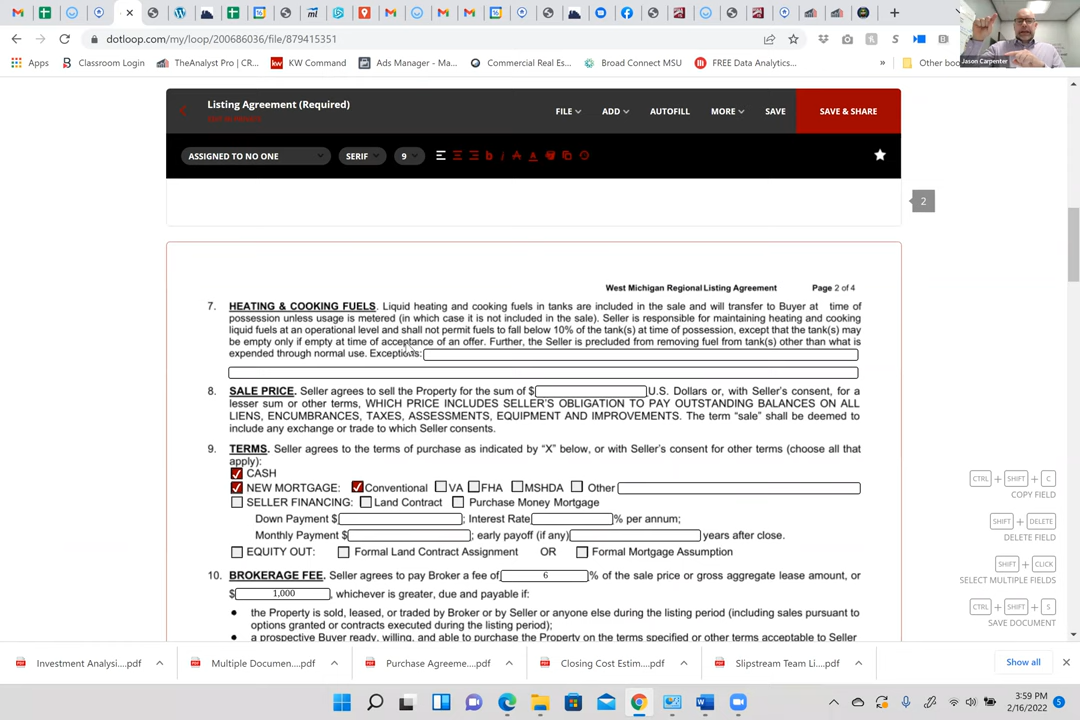 dotloop.com/my/loop/200686036/file/879415351
Jason Carpenter
Apps
Classroom Login
TheAnalyst Pro | CR...
KW Command
Ads Manager - Ma...
Commercial Real Es...
Broad Connect MSU
FREE Data Analytics...
»
Other boo
Listing Agreement (Required)
FILE
ADD
AUTOFILL
MORE
SAVE
SAVE & SHARE
ASSIGNED TO NO ONE
SERIF
9
2
West Michigan Regional Listing Agreement Page 2 of 4
7. HEATING & COOKING FUELS. Liquid heating and cooking fuels in tanks are included in the sale and will transfer to Buyer at time of
possession unless usage is metered (in which case it is not included in the sale). Seller is responsible for maintaining heating and cooking
liquid fuels at an operational level and shall not permit fuels to fall below 10% of the tank(s) at time of possession, except that the tank(s) may
be empty only if empty at time of acceptance of an offer. Further, the Seller is precluded from removing fuel from tank(s) other than what is
expended through normal use. Exceptions:
8. SALE PRICE. Seller agrees to sell the Property for the sum of $ U.S. Dollars or, with Seller's consent, for a
lesser sum or other terms, WHICH PRICE INCLUDES SELLER'S OBLIGATION TO PAY OUTSTANDING BALANCES ON ALL
LIENS, ENCUMBRANCES, TAXES, ASSESSMENTS, EQUIPMENT AND IMPROVEMENTS. The term "sale" shall be deemed to
include any exchange or trade to which Seller consents.
9. TERMS. Seller agrees to the terms of purchase as indicated by "X" below, or with Seller's consent for other terms (choose all that
apply):
CASH
NEW MORTGAGE: Conventional VA FHA MSHDA Other
SELLER FINANCING: Land Contract Purchase Money Mortgage
Down Payment $ ; Interest Rate % per annum;
Monthly Payment $ ; early payoff (if any) years after close.
EQUITY OUT: Formal Land Contract Assignment OR Formal Mortgage Assumption
10. BROKERAGE FEE. Seller agrees to pay Broker a fee of 6 % of the sale price or gross aggregate lease amount, or
$ 1,000 , whichever is greater, due and payable if:
● the Property is sold, leased, or traded by Broker or by Seller or anyone else during the listing period (including sales pursuant to
options granted or contracts executed during the listing period);
● a prospective Buyer ready, willing, and able to purchase the Property on the terms specified or other terms acceptable to Seller
CTRL + SHIFT + C
COPY FIELD
SHIFT + DELETE
DELETE FIELD
SHIFT + CLICK
SELECT MULTIPLE FIELDS
CTRL + SHIFT + S
SAVE DOCUMENT
Investment Analysi....pdf
Multiple Documen....pdf
Purchase Agreeme....pdf
Closing Cost Estim....pdf
Slipstream Team Li....pdf
Show all
3:59 PM
2/16/2022